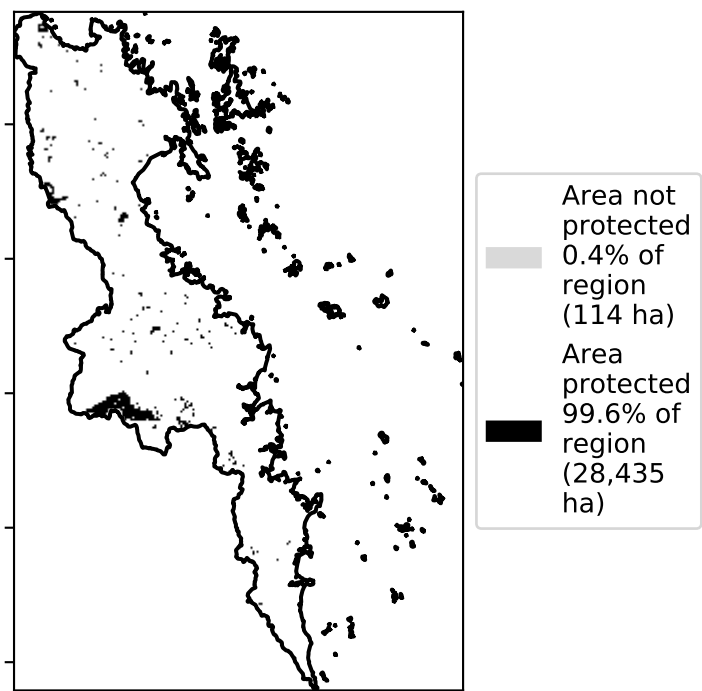 Area not
protected
0.4% of
region
(114 ha)
Area
protected
99.6% of
region
(28,435
ha)